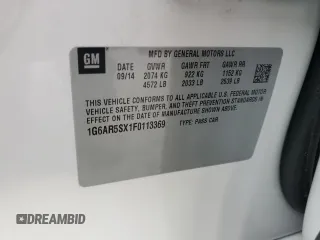 GM
MFD BY GENERAL MOTORS LLC
DATE GVWR GAWR FRT GAWR RR
09/14 2074 KG 922 KG 1152 KG
4572 LB 2033 LB 2539 LB
THIS VEHICLE CONFORMS TO ALL APPLICABLE U.S. FEDERAL MOTOR
VEHICLE SAFETY, BUMPER, AND THEFT PREVENTION STANDARDS IN
EFFECT ON THE DATE OF MANUFACTURE SHOWN ABOVE.
1G6AR5SX1F0113369 TYPE: PASS CAR
DREAMBID